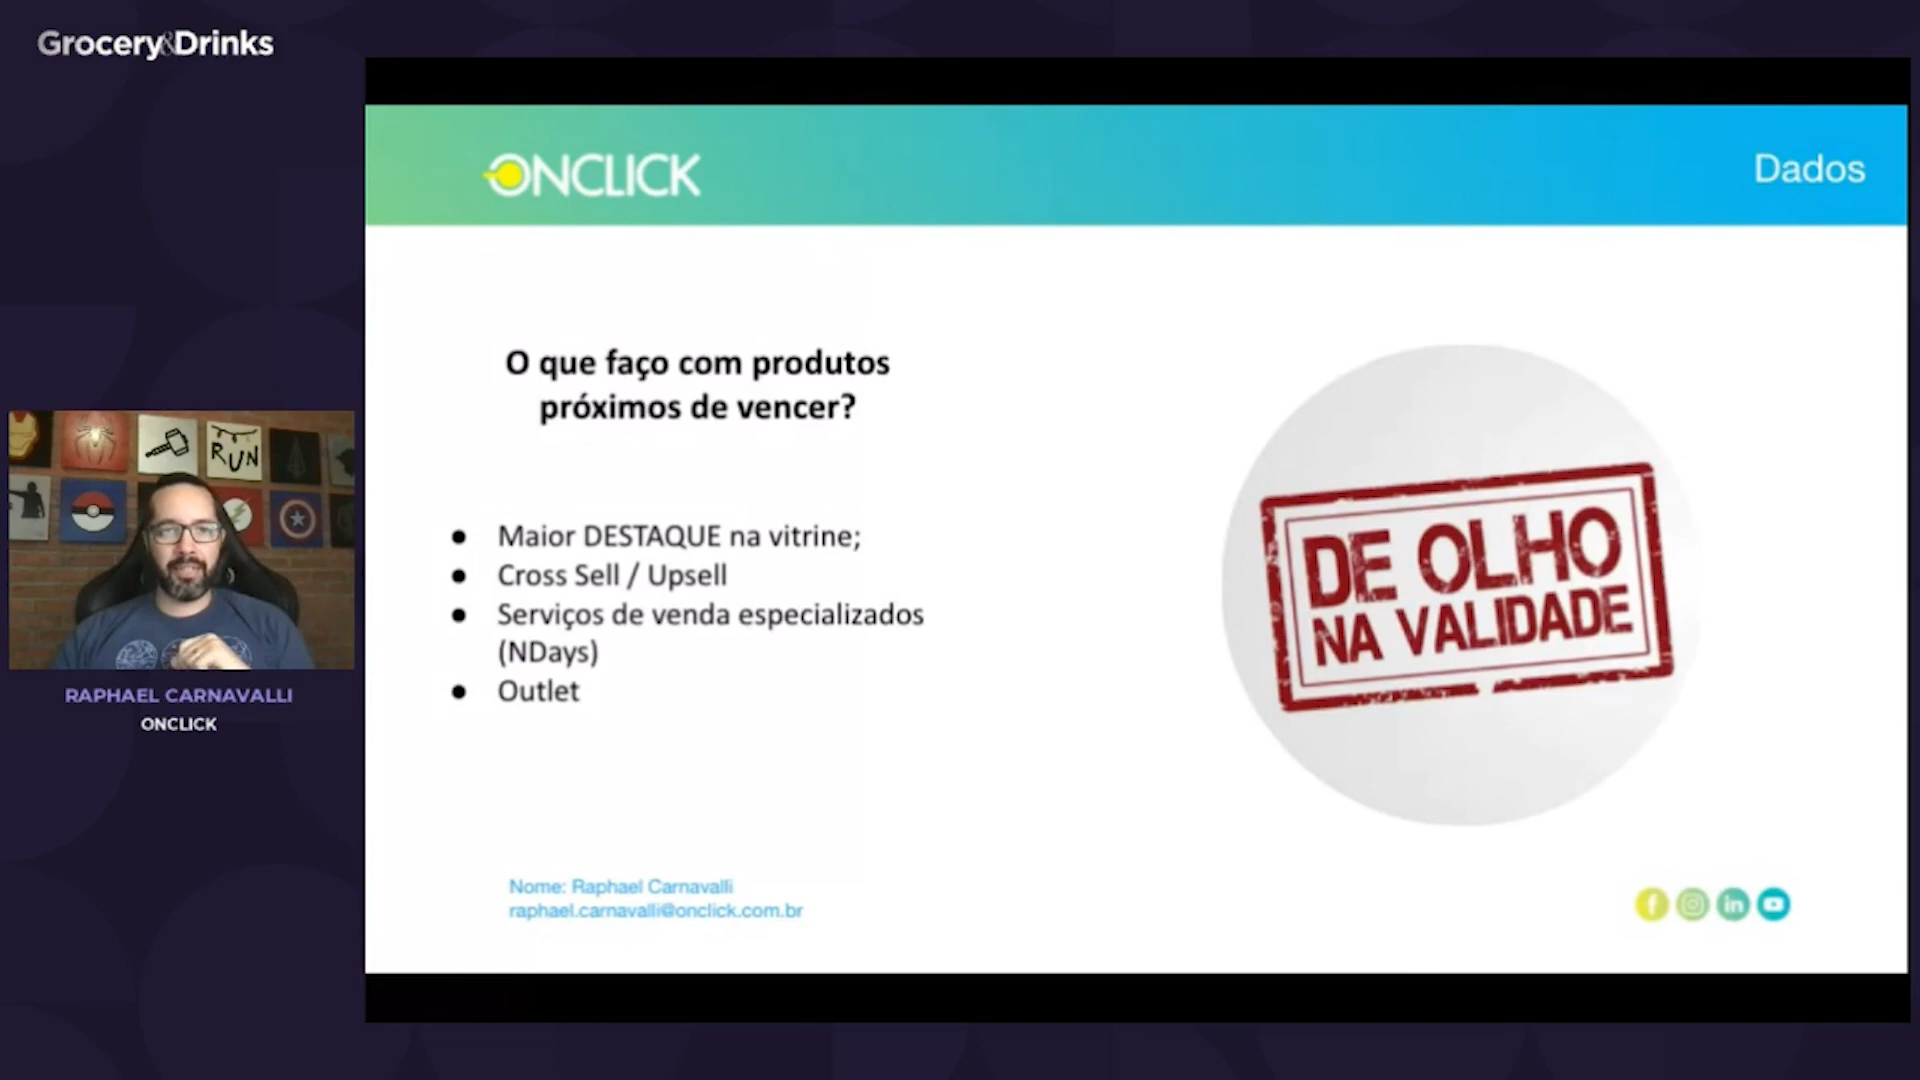 Grocery&Drinks
ONCLICK
Dados
O que faço com produtos
próximos de vencer?
● Maior DESTAQUE na vitrine;
● Cross Sell / Upsell
● Serviços de venda especializados
(NDays)
● Outlet
DE OLHO
NA VALIDADE
RUN
RAPHAEL CARNAVALLI
ONCLICK
Nome: Raphael Carnavalli
raphael.carnavalli@onclick.com.br